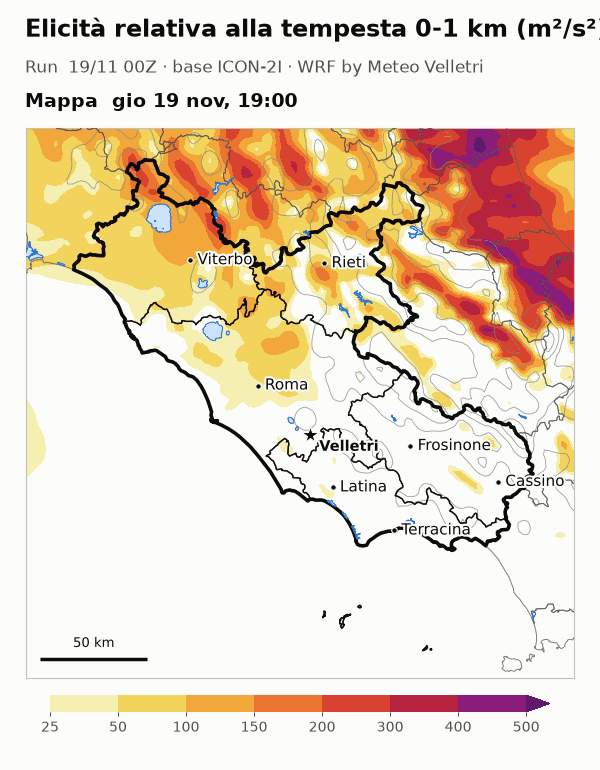 Elicità relativa alla tempesta 0-1 km (m²/s²)
Run  19/11 00Z · base ICON-2I · WRF by Meteo Velletri
Mappa  gio 19 nov, 19:00
Viterbo
Rieti
Roma
Velletri
Frosinone
Cassino
Latina
Terracina
50 km
25 50 100 150 200 300 400 500